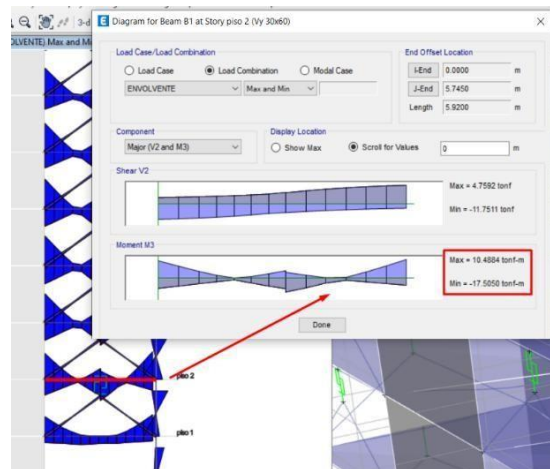 3-d
Diagram for Beam B1 at Story piso 2 (Vy 30x60)
OLVENTE) Max and M
Load Case/Load Combination
End Offset Location
Load Case
Load Combination
Modal Case
I-End
0.0000
m
ENVOLVENTE
Max and Min
J-End
5.7450
m
Length
5.9200
m
Component
Display Location
Major (V2 and M3)
Show Max
Scroll for Values
0
m
Shear V2
Max = 4.7592 tonf
Min = -11.7511 tonf
Moment M3
Max = 10.4884 tonf-m
Min = -17.5050 tonf-m
Done
piso 2
piso 1